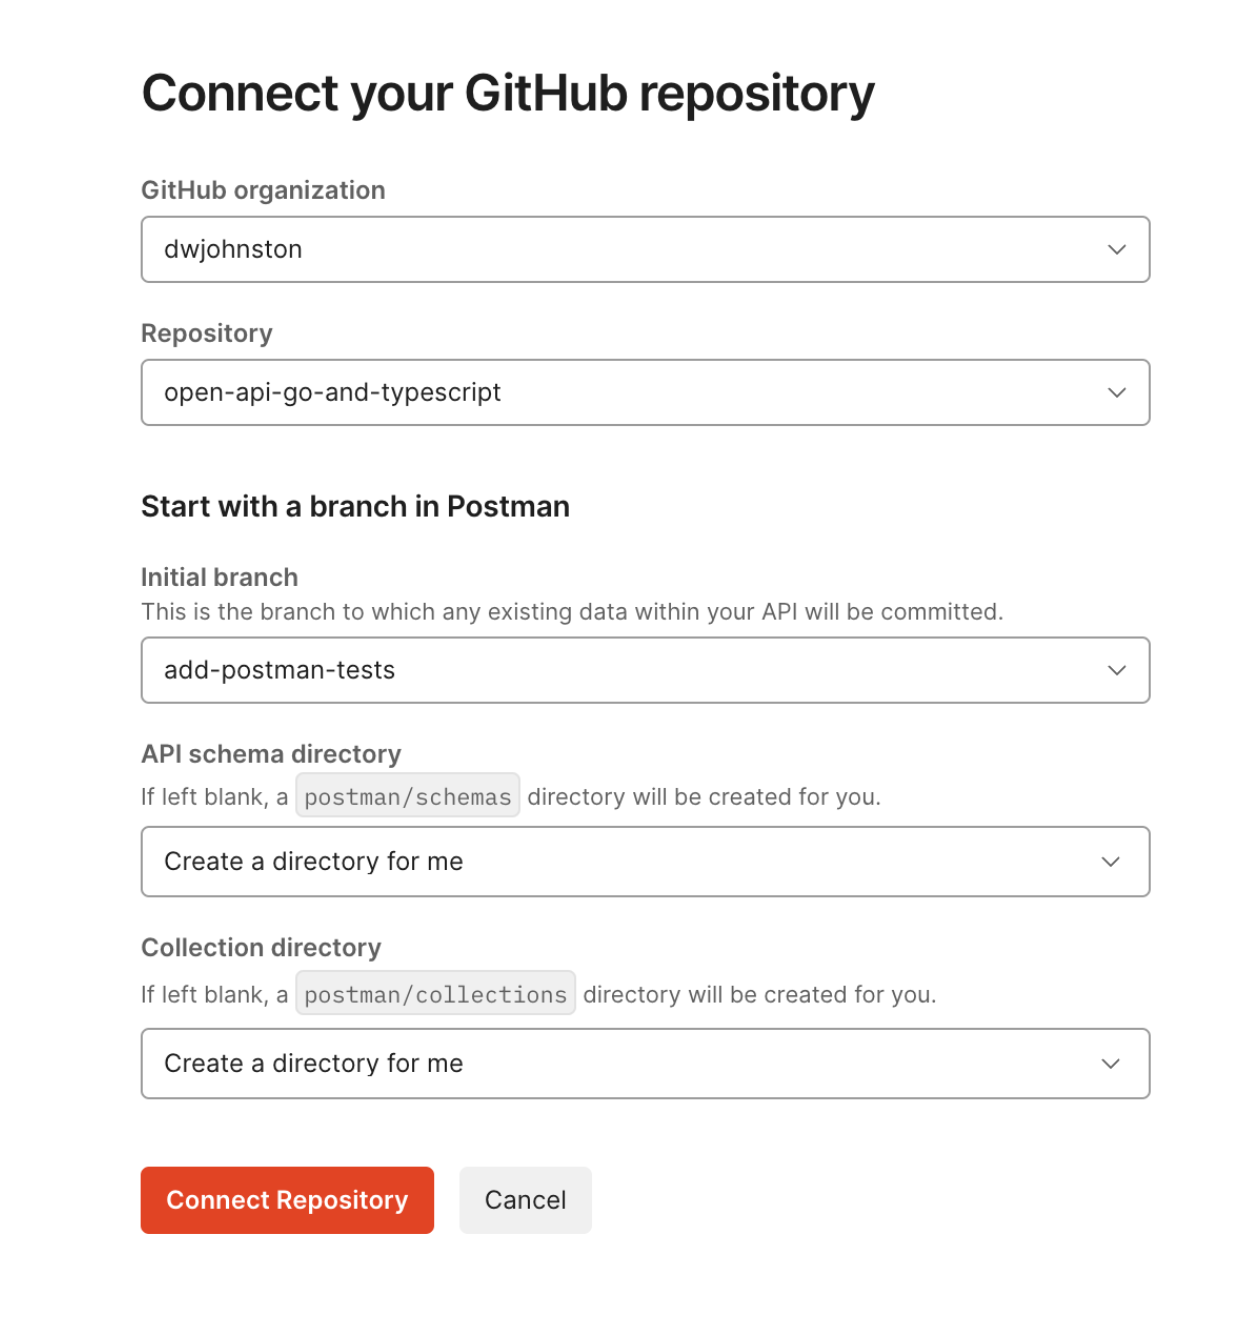 Connect your GitHub repository
GitHub organization
dwjohnston
Repository
open-api-go-and-typescript
Start with a branch in Postman
Initial branch
This is the branch to which any existing data within your API will be committed.
add-postman-tests
API schema directory
If left blank, a postman/schemas directory will be created for you.
Create a directory for me
Collection directory
If left blank, a postman/collections directory will be created for you.
Create a directory for me
Connect Repository Cancel